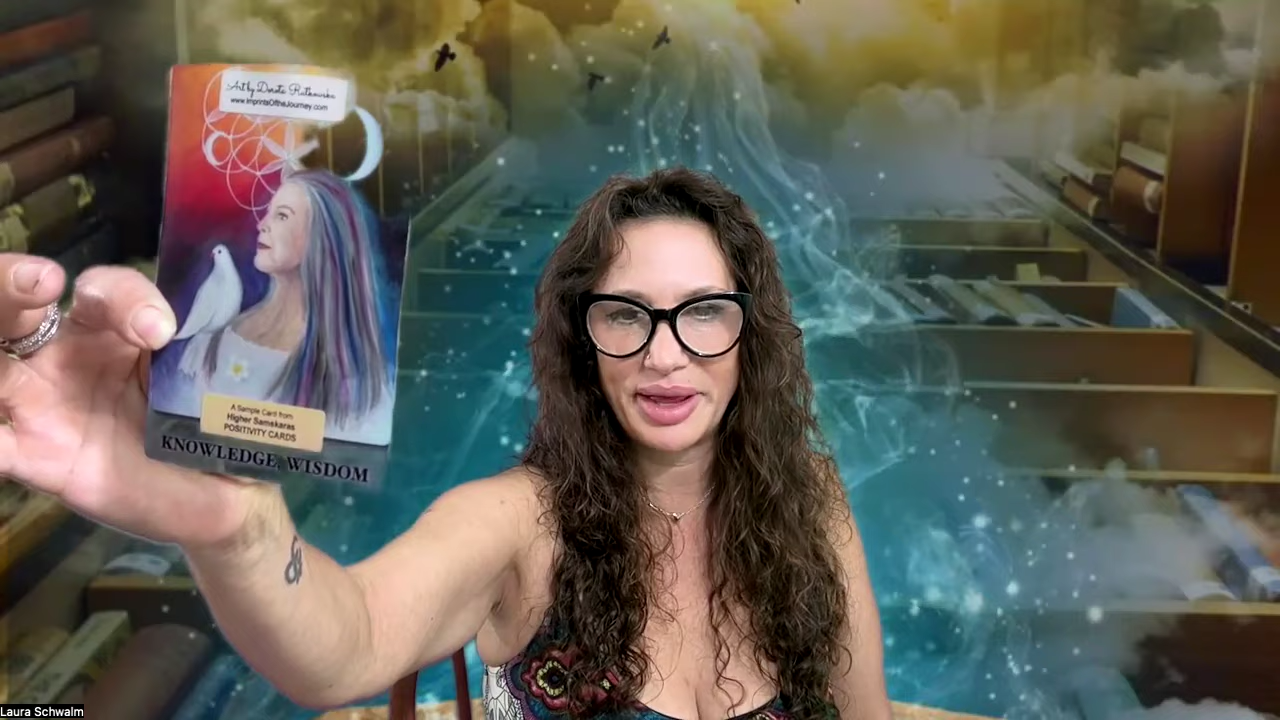 Art by Dorota Rutkowska
www.ImprintsOftheJourney.com
A Sample Card from
Higher Samskaras
POSITIVITY CARDS
KNOWLEDGE, WISDOM
Laura Schwalm